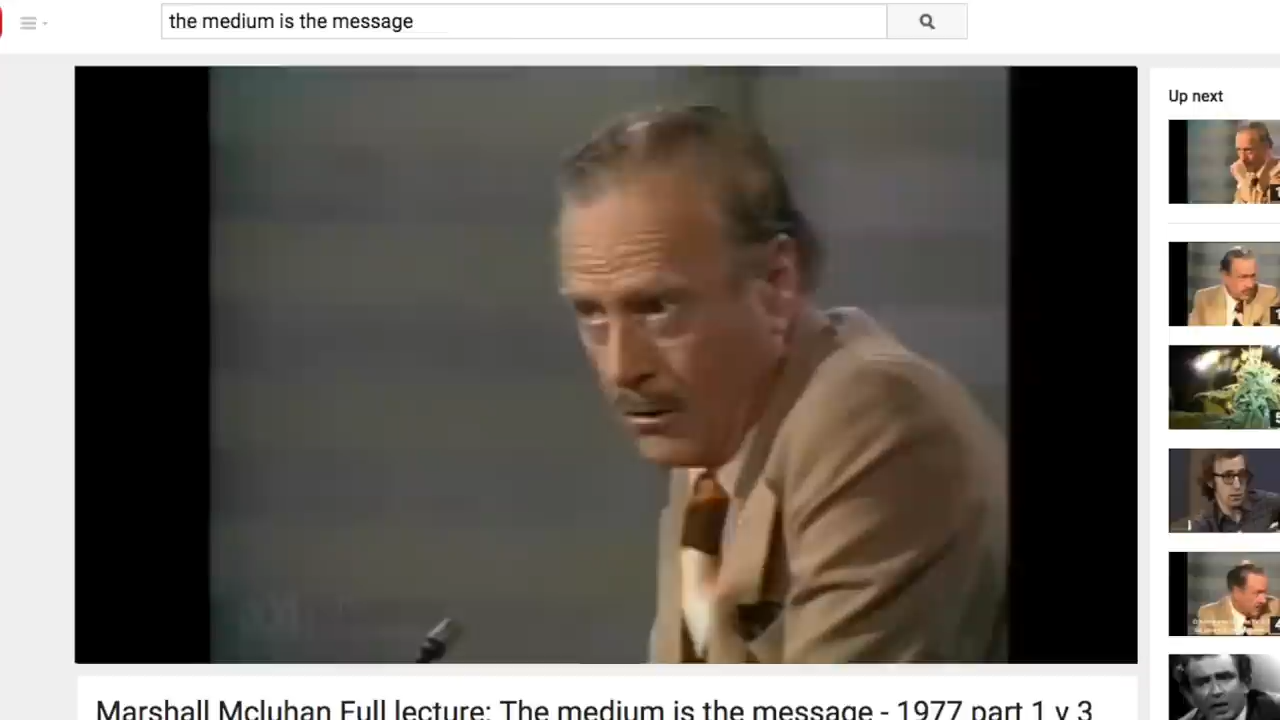 the medium is the message
Up next
Marshall Mcluhan Full lecture: The medium is the message - 1977 part 1 v 3